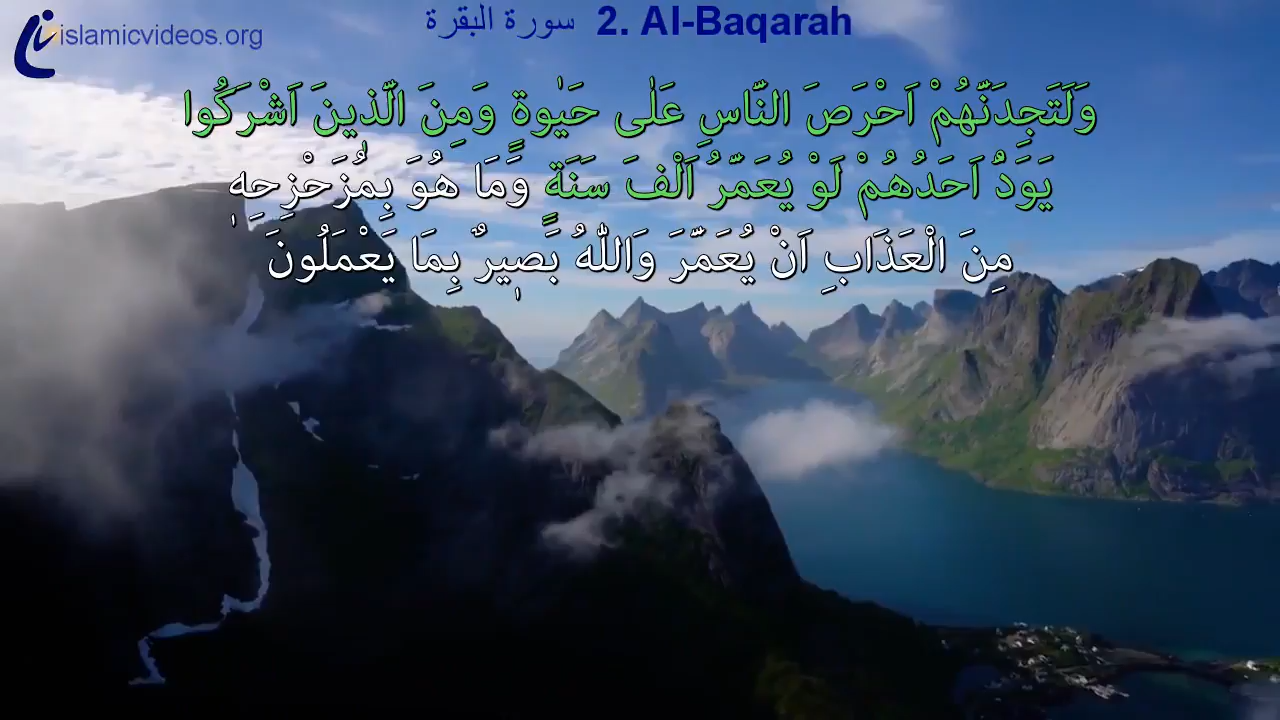 سورة البقرة 2. Al-Baqarah
islamicvideos.org
وَلَتَجِدَنَّهُمْ اَحْرَصَ النَّاسِ عَلٰى حَيٰوةٍ وَمِنَ الَّذٖينَ اَشْرَكُوا
يَوَدُّ اَحَدُهُمْ لَوْ يُعَمَّرُ اَلْفَ سَنَةٍ وَمَا هُوَ بِمُزَحْزِحِهٖ
مِنَ الْعَذَابِ اَنْ يُعَمَّرَ وَاللّٰهُ بَصٖيرٌ بِمَا يَعْمَلُونَ